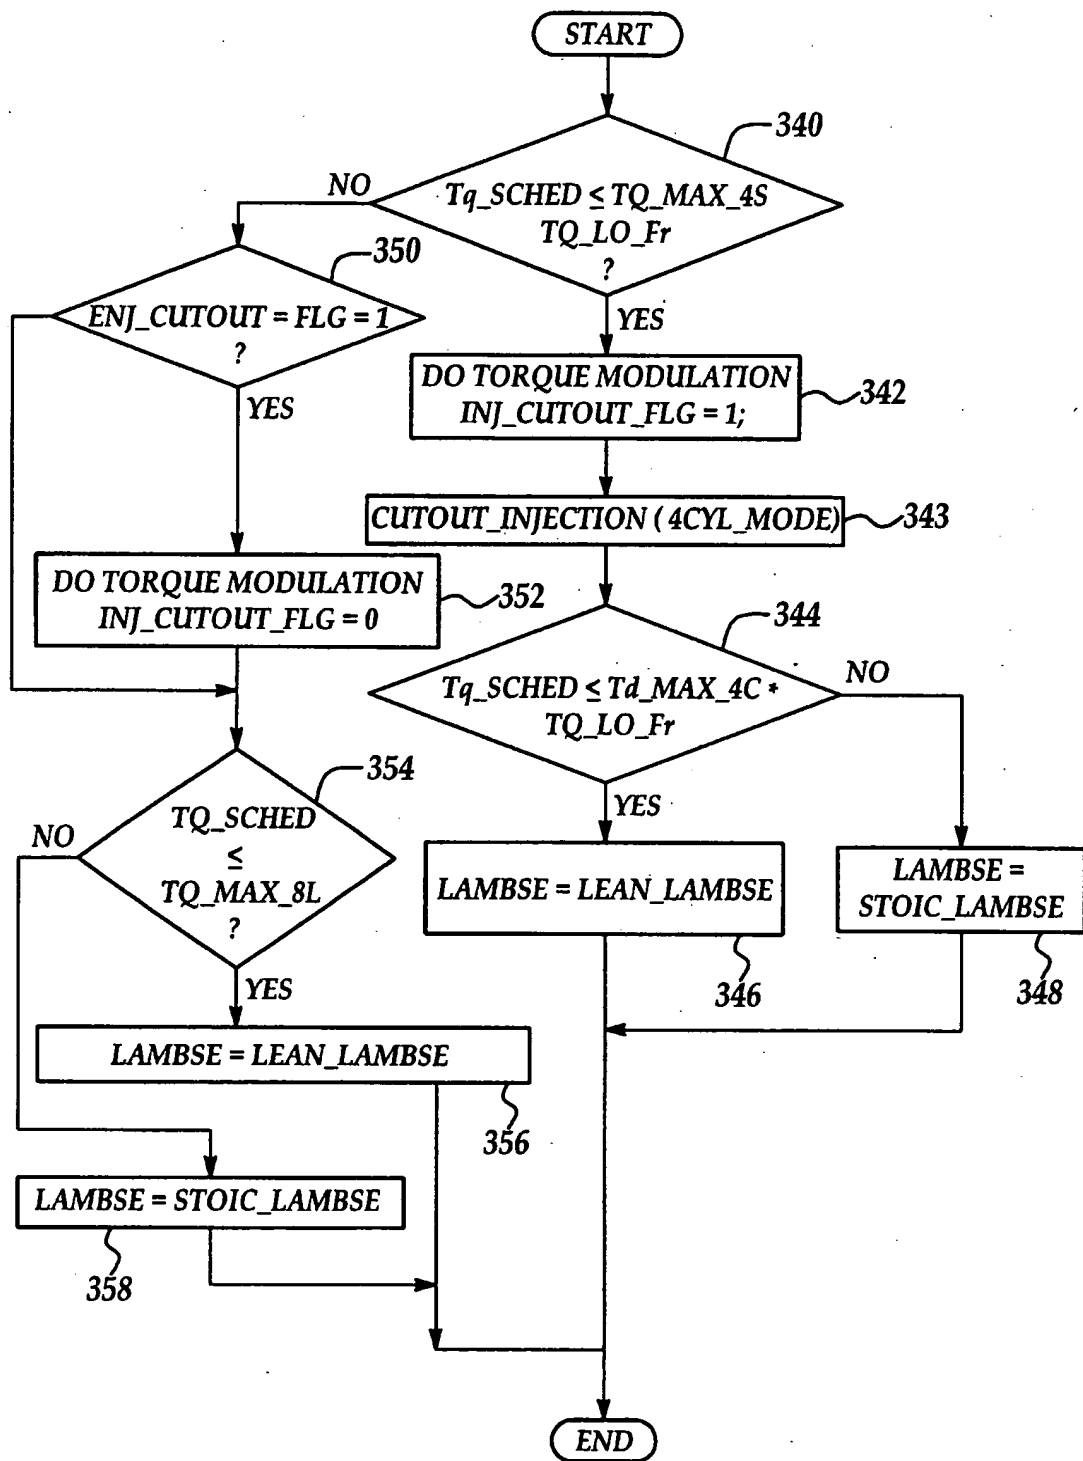 START
340
Tq_SCHED ≤ TQ_MAX_4S
TQ_LO_Fr
?
NO
YES
350
ENJ_CUTOUT = FLG = 1
?
YES
DO TORQUE MODULATION
INJ_CUTOUT_FLG = 1;
342
CUTOUT_INJECTION ( 4CYL_MODE)
343
DO TORQUE MODULATION
INJ_CUTOUT_FLG = 0
352
344
Tq_SCHED ≤ Td_MAX_4C *
TQ_LO_Fr
NO
YES
354
TQ_SCHED
≤
TQ_MAX_8L
?
NO
YES
LAMBSE = LEAN_LAMBSE
346
LAMBSE =
STOIC_LAMBSE
348
LAMBSE = LEAN_LAMBSE
356
LAMBSE = STOIC_LAMBSE
358
END